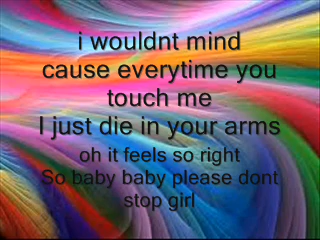 i wouldnt mind
cause everytime you
touch me
I just die in your arms
oh it feels so right
So baby baby please dont
stop girl